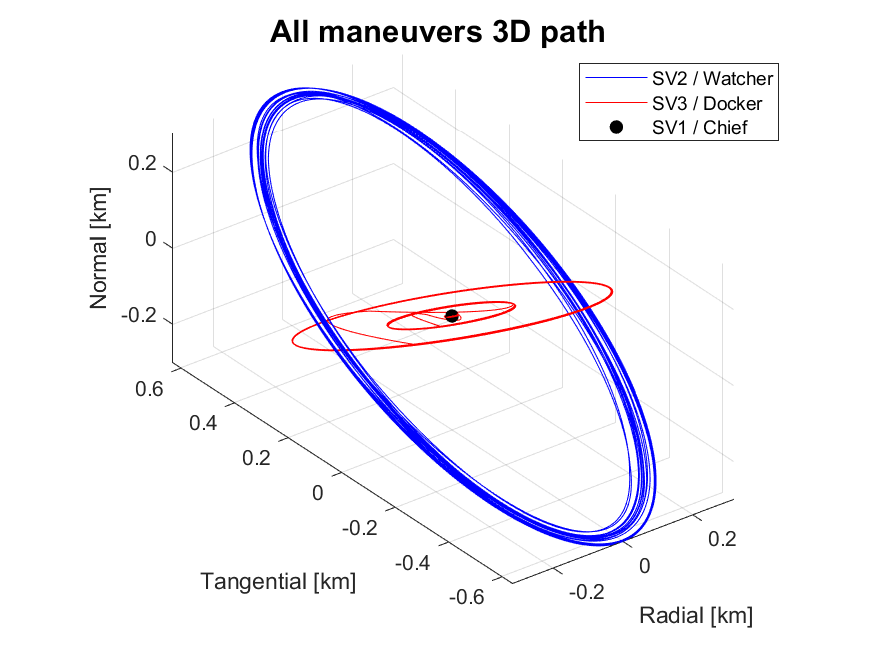 All maneuvers 3D path
SV2 / Watcher
SV3 / Docker
SV1 / Chief
Normal [km]
0.2
0
-0.2
0.6
0.4
0.2
0
-0.2
-0.4
-0.6
Tangential [km]
-0.2
0
0.2
Radial [km]